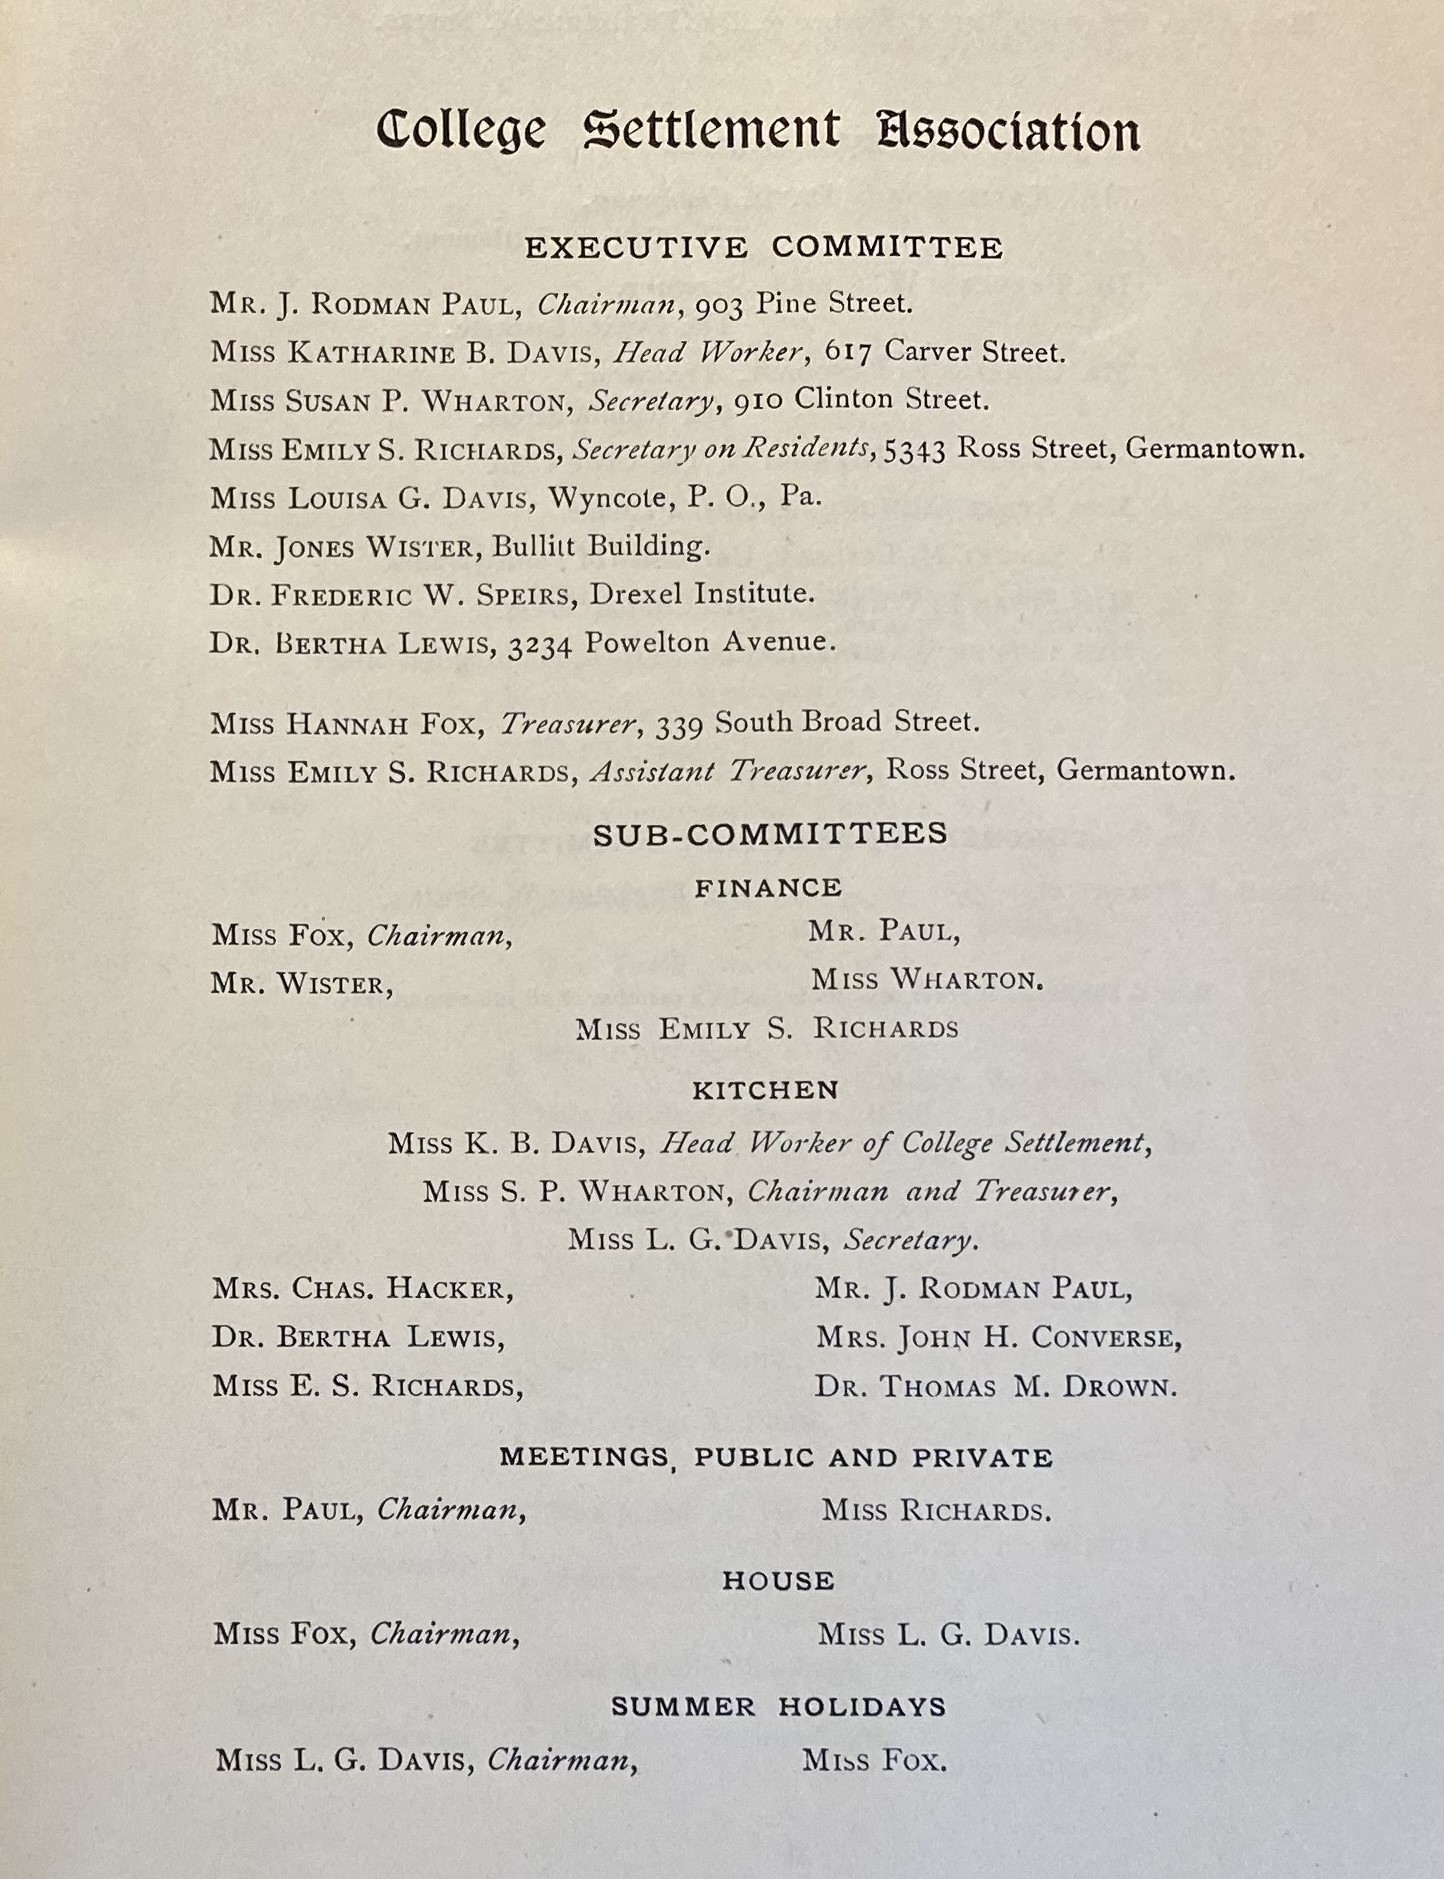 College Settlement Association
EXECUTIVE COMMITTEE
MR. J. RODMAN PAUL, Chairman, 903 Pine Street.
MISS KATHARINE B. DAVIS, Head Worker, 617 Carver Street.
MISS SUSAN P. WHARTON, Secretary, 910 Clinton Street.
MISS EMILY S. RICHARDS, Secretary on Residents, 5343 Ross Street, Germantown.
MISS LOUISA G. DAVIS, Wyncote, P. O., Pa.
MR. JONES WISTER, Bullitt Building.
DR. FREDERIC W. SPEIRS, Drexel Institute.
DR. BERTHA LEWIS, 3234 Powelton Avenue.
MISS HANNAH FOX, Treasurer, 339 South Broad Street.
MISS EMILY S. RICHARDS, Assistant Treasurer, Ross Street, Germantown.
SUB-COMMITTEES
FINANCE
MISS FOX, Chairman, MR. PAUL,
MR. WISTER, MISS WHARTON.
MISS EMILY S. RICHARDS
KITCHEN
MISS K. B. DAVIS, Head Worker of College Settlement,
MISS S. P. WHARTON, Chairman and Treasurer,
MISS L. G. DAVIS, Secretary.
MRS. CHAS. HACKER, MR. J. RODMAN PAUL,
DR. BERTHA LEWIS, MRS. JOHN H. CONVERSE,
MISS E. S. RICHARDS, DR. THOMAS M. DROWN.
MEETINGS, PUBLIC AND PRIVATE
MR. PAUL, Chairman, MISS RICHARDS.
HOUSE
MISS FOX, Chairman, MISS L. G. DAVIS.
SUMMER HOLIDAYS
MISS L. G. DAVIS, Chairman, MISS FOX.